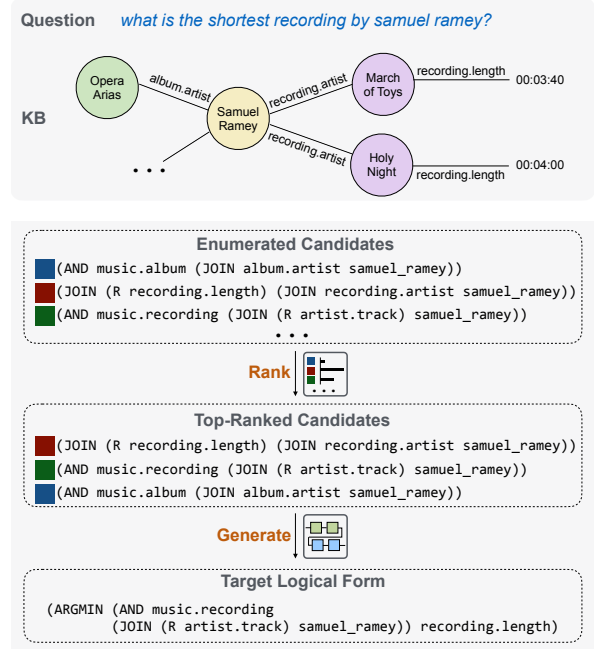 Question what is the shortest recording by samuel ramey?
KB
Opera
Arias
album.artist
Samuel
Ramey
recording.artist
March
of Toys
recording.length
00:03:40
recording.artist
Holy
Night
recording.length
00:04:00
• • •
Enumerated Candidates
(AND music.album (JOIN album.artist samuel_ramey))
(JOIN (R recording.length) (JOIN recording.artist samuel_ramey))
(AND music.recording (JOIN (R artist.track) samuel_ramey))
• • •
Rank
• • •
Top-Ranked Candidates
(JOIN (R recording.length) (JOIN recording.artist samuel_ramey))
(AND music.recording (JOIN (R artist.track) samuel_ramey))
(AND music.album (JOIN album.artist samuel_ramey))
Generate
Target Logical Form
(ARGMIN (AND music.recording
(JOIN (R artist.track) samuel_ramey)) recording.length)